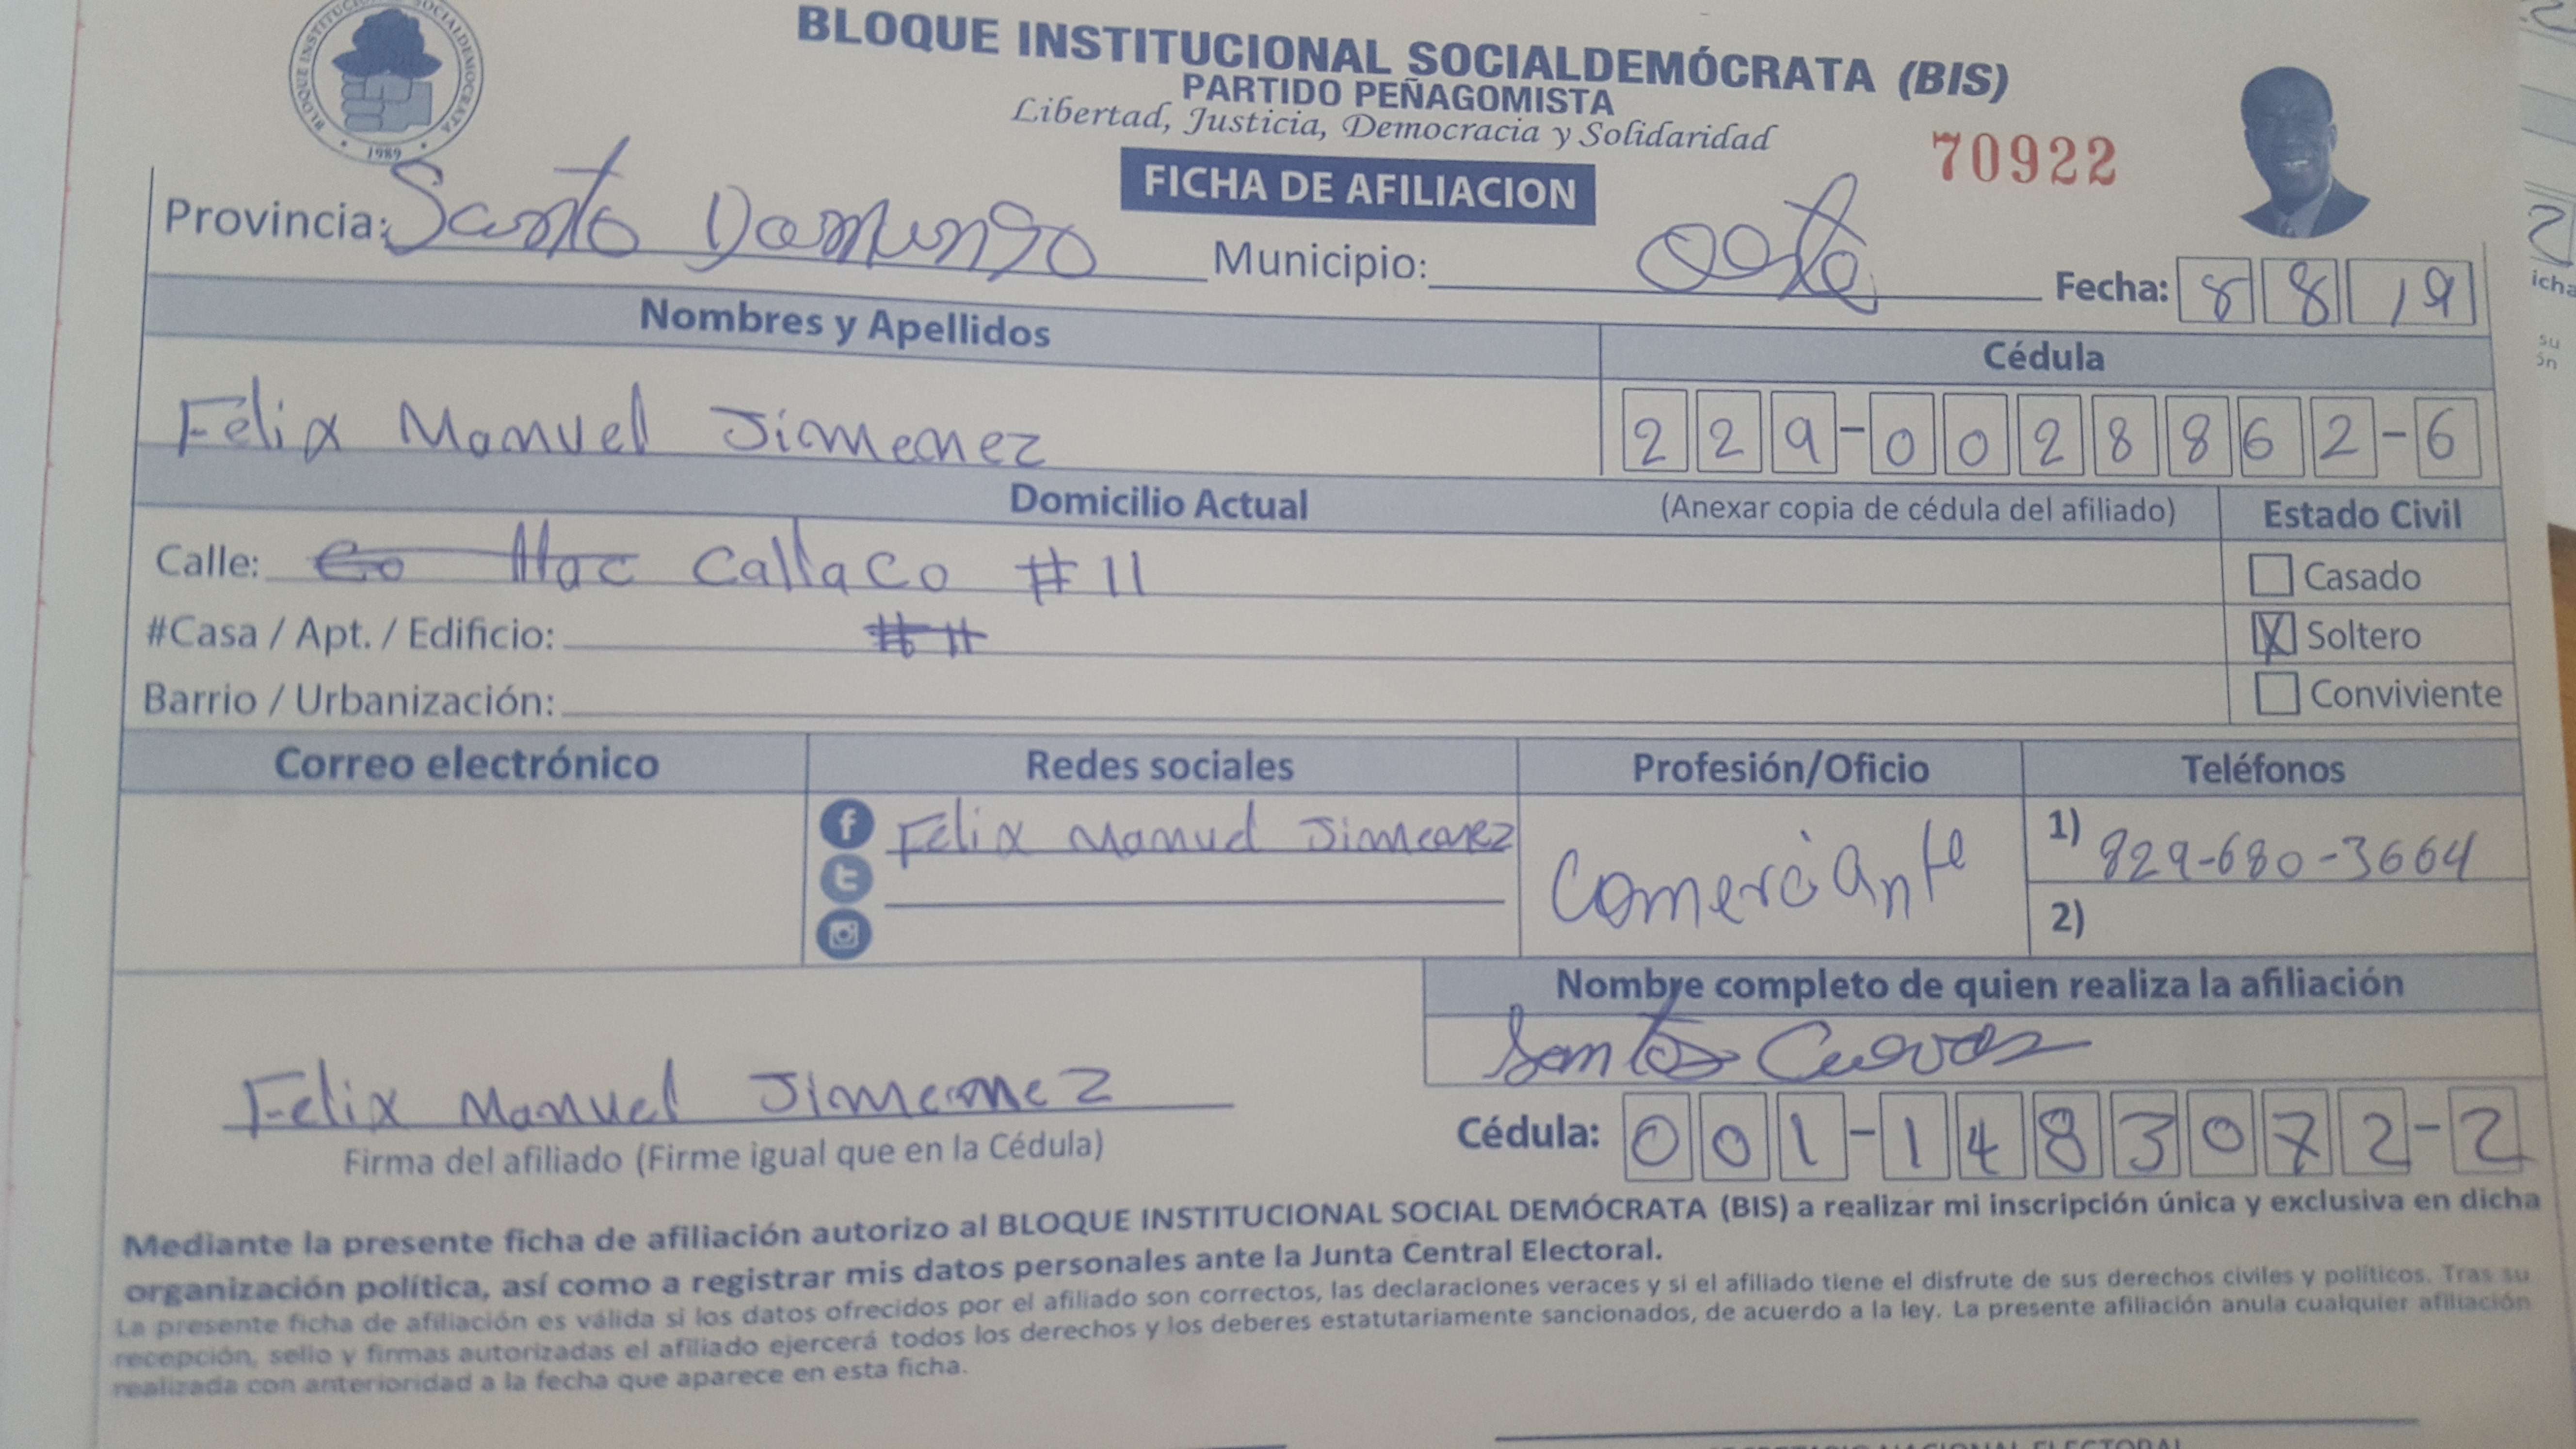 BLOQUE INSTITUCIONAL SOCIALDEMOCRATA
1989
BLOQUE INSTITUCIONAL SOCIALDEMÓCRATA (BIS)
PARTIDO PEÑAGOMISTA
Libertad, Justicia, Democracia y Solidaridad
70922
FICHA DE AFILIACION
Provincia: Santo Domingo Municipio: oeste Fecha: 8 8 19
Nombres y Apellidos Cédula
Felix Manuel Jimenez 229-0028862-6
Domicilio Actual (Anexar copia de cédula del afiliado) Estado Civil
Calle: Callaco #11 Casado
#Casa / Apt. / Edificio: #11 X Soltero
Barrio / Urbanización: Conviviente
Correo electrónico Redes sociales Profesión/Oficio Teléfonos
Felix Manuel Jimenez Comerciante 1) 829-680-3664
2)
Nombre completo de quien realiza la afiliación
Santos Cuevas
Felix Manuel Jimenez
Firma del afiliado (Firme igual que en la Cédula) Cédula: 001-1483072-2
Mediante la presente ficha de afiliación autorizo al BLOQUE INSTITUCIONAL SOCIAL DEMÓCRATA (BIS) a realizar mi inscripción única y exclusiva en dicha
organización política, así como a registrar mis datos personales ante la Junta Central Electoral.
La presente ficha de afiliación es válida si los datos ofrecidos por el afiliado son correctos, las declaraciones veraces y si el afiliado tiene el disfrute de sus derechos civiles y políticos. Tras su
recepción, sello y firmas autorizadas el afiliado ejercerá todos los derechos y los deberes estatutariamente sancionados, de acuerdo a la ley. La presente afiliación anula cualquier afiliación
realizada con anterioridad a la fecha que aparece en esta ficha.